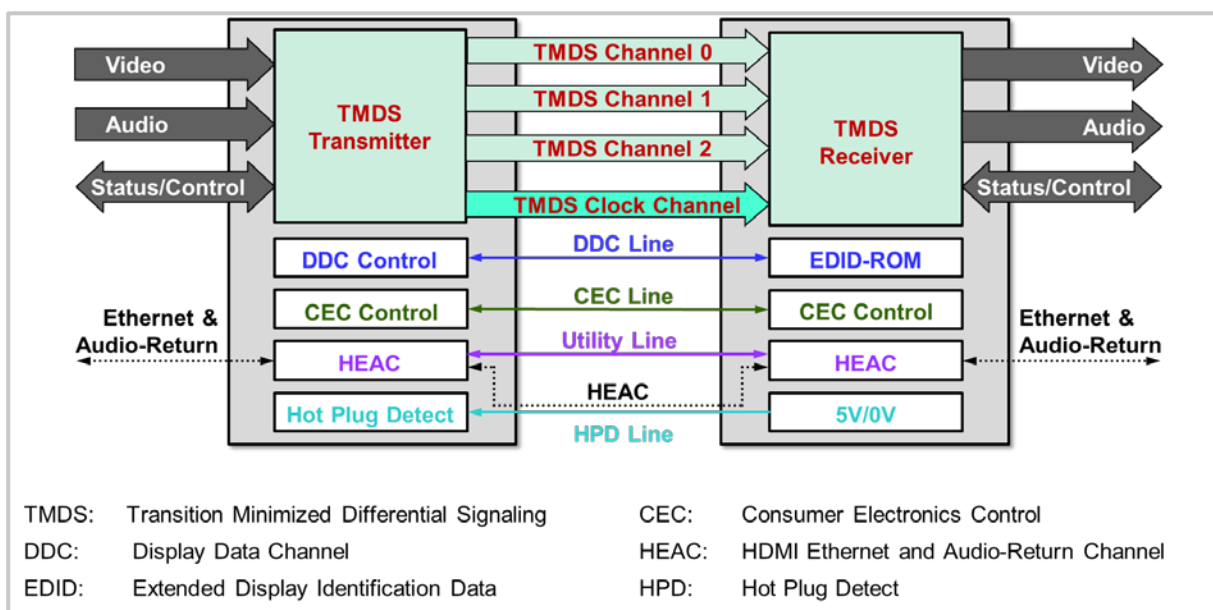 Video
Audio
Status/Control
TMDS
Transmitter
TMDS Channel 0
TMDS Channel 1
TMDS Channel 2
TMDS Clock Channel
TMDS
Receiver
Video
Audio
Status/Control
DDC Control
DDC Line
EDID-ROM
CEC Control
CEC Line
CEC Control
Ethernet &
Audio-Return
HEAC
Utility Line
HEAC
Ethernet &
Audio-Return
HEAC
Hot Plug Detect
HPD Line
5V/0V
TMDS: Transition Minimized Differential Signaling
CEC: Consumer Electronics Control
DDC: Display Data Channel
HEAC: HDMI Ethernet and Audio-Return Channel
EDID: Extended Display Identification Data
HPD: Hot Plug Detect